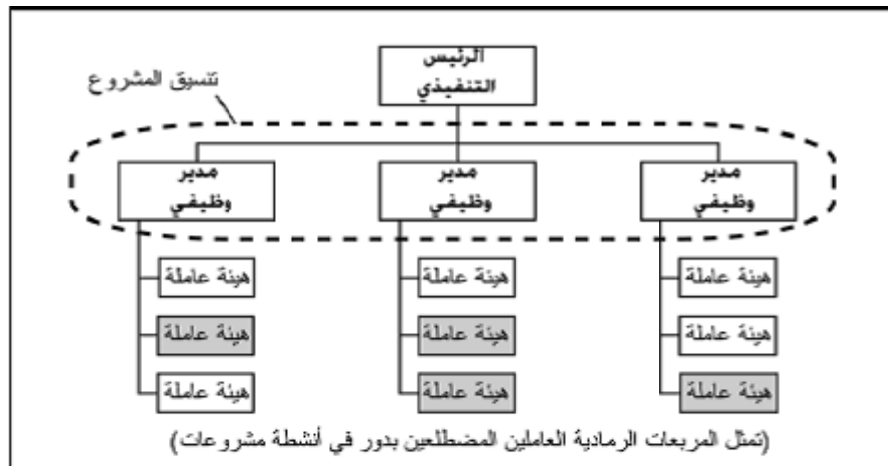 الرئيس
التنفيذي
تنسيق المشروع
مدير
وظيفي
مدير
وظيفي
مدير
وظيفي
هيئة عاملة
هيئة عاملة
هيئة عاملة
هيئة عاملة
هيئة عاملة
هيئة عاملة
هيئة عاملة
هيئة عاملة
هيئة عاملة
(تمثل المربعات الرمادية العاملين المضطلعين بدور في أنشطة مشروعات)